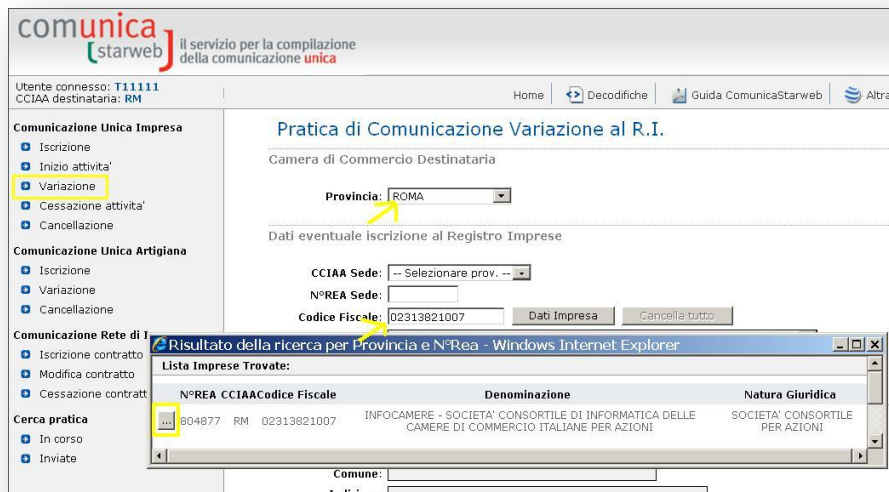 comunica
[starweb]
il servizio per la compilazione
della comunicazione unica
Utente connesso: T11111
CCIAA destinataria: RM
Home
Decodifiche
Guida ComunicaStarweb
Comunicazione Unica Impresa
Iscrizione
Inizio attivita'
Variazione
Cessazione attivita'
Cancellazione
Comunicazione Unica Artigiana
Iscrizione
Variazione
Cancellazione
Comunicazione Rete di
Iscrizione contratto
Modifica contratto
Cessazione contratt
Cerca pratica
In corso
Inviate
Pratica di Comunicazione Variazione al R.I.
Camera di Commercio Destinataria
Provincia: ROMA
Dati eventuale iscrizione al Registro Imprese
CCIAA Sede: -- Selezionare prov. --
N°REA Sede:
Codice Fiscale: 02313821007 Dati Impresa Cancella tutto
Risultato della ricerca per Provincia e N°Rea - Windows Internet Explorer
Lista Imprese Trovate:
N°REA CCIAA Codice Fiscale Denominazione Natura Giuridica
... 804877 RM 02313821007 INFOCAMERE - SOCIETA' CONSORTILE DI INFORMATICA DELLE
CAMERE DI COMMERCIO ITALIANE PER AZIONI
SOCIETA' CONSORTILE
PER AZIONI
Comune: